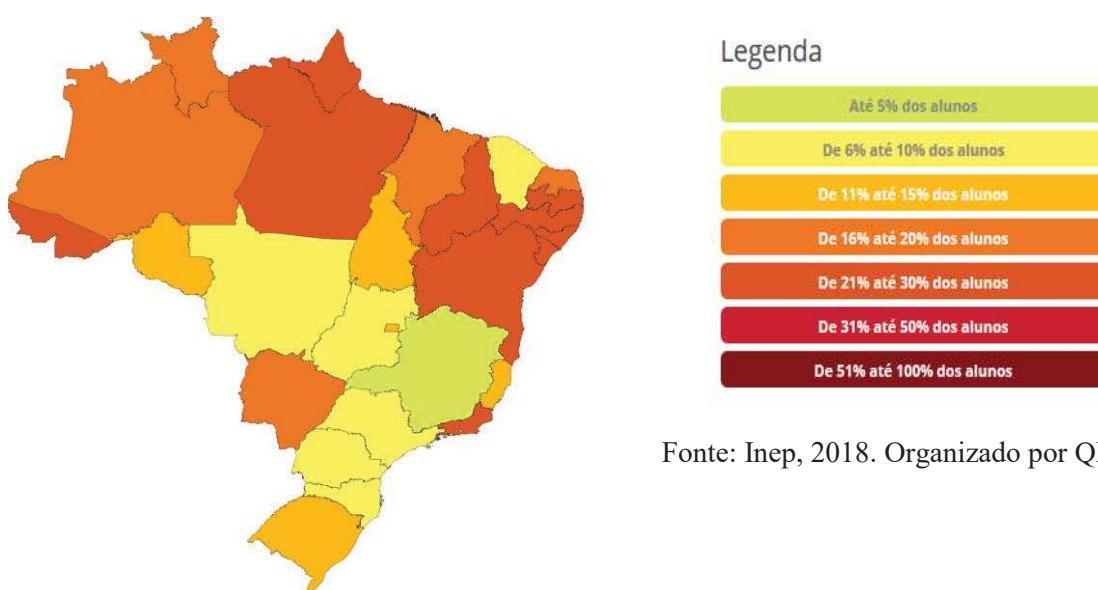 Legenda
Até 5% dos alunos
De 6% até 10% dos alunos
De 11% até 15% dos alunos
De 16% até 20% dos alunos
De 21% até 30% dos alunos
De 31% até 50% dos alunos
De 51% até 100% dos alunos
Fonte: Inep, 2018. Organizado por